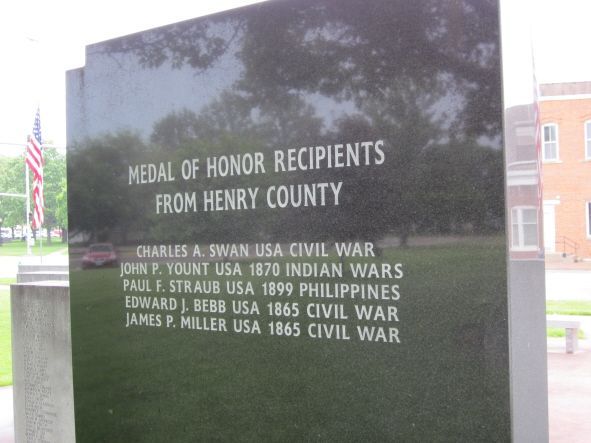 MEDAL OF HONOR RECIPIENTS
FROM HENRY COUNTY
CHARLES A. SWAN USA CIVIL WAR
JOHN P. YOUNT USA 1870 INDIAN WARS
PAUL F. STRAUB USA 1899 PHILIPPINES
EDWARD J. BEBB USA 1865 CIVIL WAR
JAMES P. MILLER USA 1865 CIVIL WAR